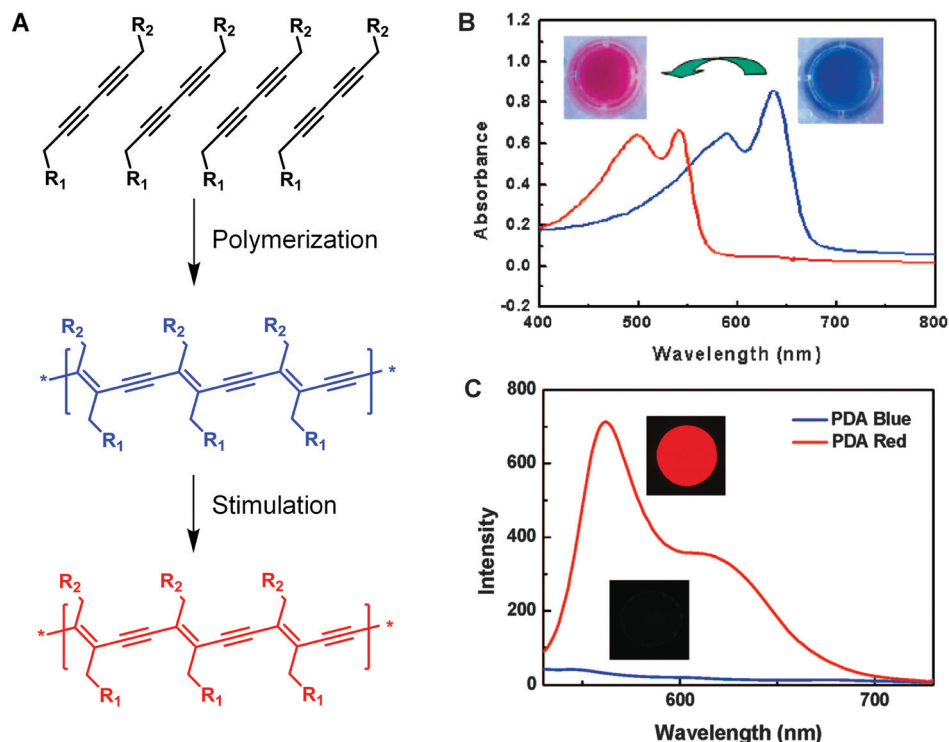 A
R2 R2 R2 R2
R1 R1 R1 R1
Polymerization
R2 R2 R2
* *
R1 R1 R1
Stimulation
R2 R2 R2
* *
R1 R1 R1
B
1.2
1.0
0.8
0.6
0.4
0.2
0.0
-0.2
Absorbance
400 500 600 700 800
Wavelength (nm)
C
800
600
400
200
0
Intensity
PDA Blue
PDA Red
600 700
Wavelength (nm)